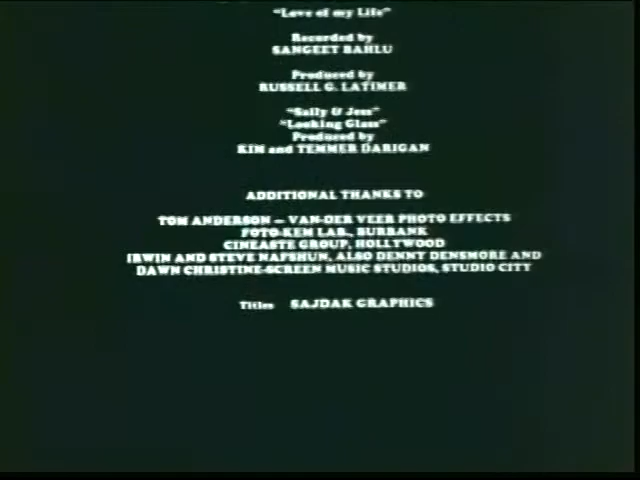 "Love of my Life"
Recorded by
SANGEET BAHLU
Produced by
RUSSELL G. LATIMER
"Sally & Jess"
"Looking Glass"
Produced by
KIM and TEMMER DARIGAN
ADDITIONAL THANKS TO
TOM ANDERSON — VAN-DER VEER PHOTO EFFECTS
FOTO-KEM LAB., BURBANK
CINEASTE GROUP, HOLLYWOOD
IRWIN AND STEVE NAFSHUN, ALSO DENNY DENSMORE AND
DAWN CHRISTINE-SCREEN MUSIC STUDIOS, STUDIO CITY
Titles SAJDAK GRAPHICS